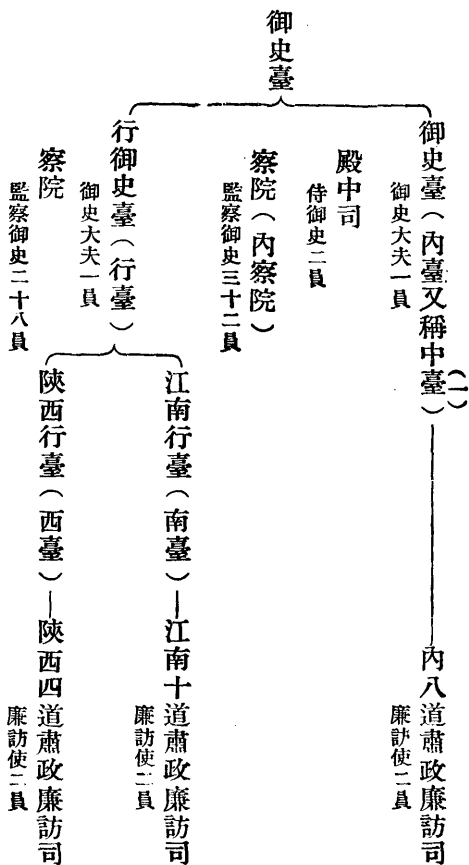 御史臺
御史臺（內臺又稱中臺）（一）
御史大夫一員
殿中司
侍御史二員
察院（內察院）
監察御史三十二員
內八道肅政廉訪司
廉訪使二員
行御史臺（行臺）
御史大夫一員
察院
監察御史二十八員
江南行臺（南臺）—江南十道肅政廉訪司
廉訪使二員
陝西行臺（西臺）—陝西四道肅政廉訪司
廉訪使二員